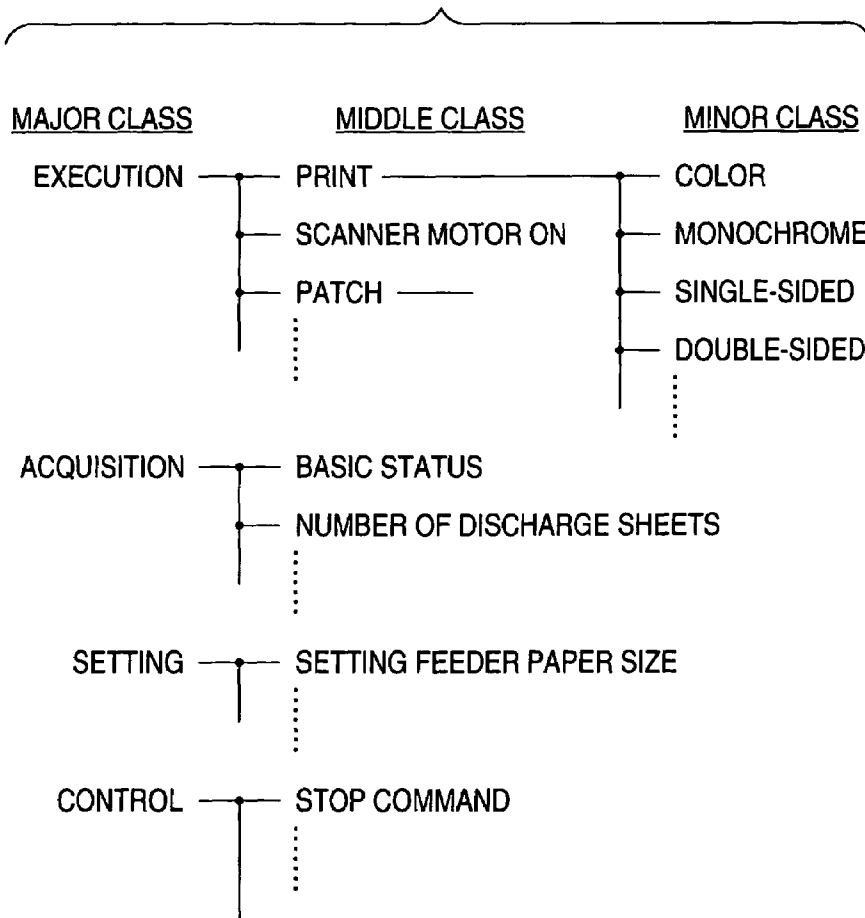 MAJOR CLASS MIDDLE CLASS MINOR CLASS
EXECUTION PRINT COLOR
SCANNER MOTOR ON MONOCHROME
PATCH SINGLE-SIDED
DOUBLE-SIDED
ACQUISITION BASIC STATUS
NUMBER OF DISCHARGE SHEETS
SETTING SETTING FEEDER PAPER SIZE
CONTROL STOP COMMAND